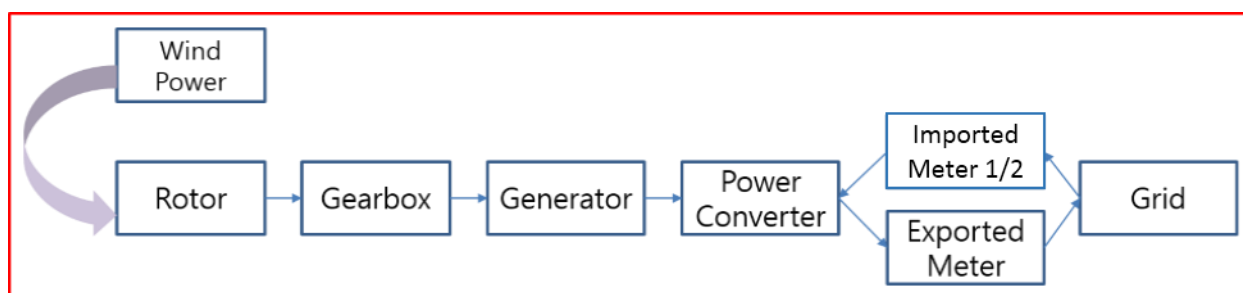 Wind
Power
Rotor
Gearbox
Generator
Power
Converter
Imported
Meter 1/2
Exported
Meter
Grid